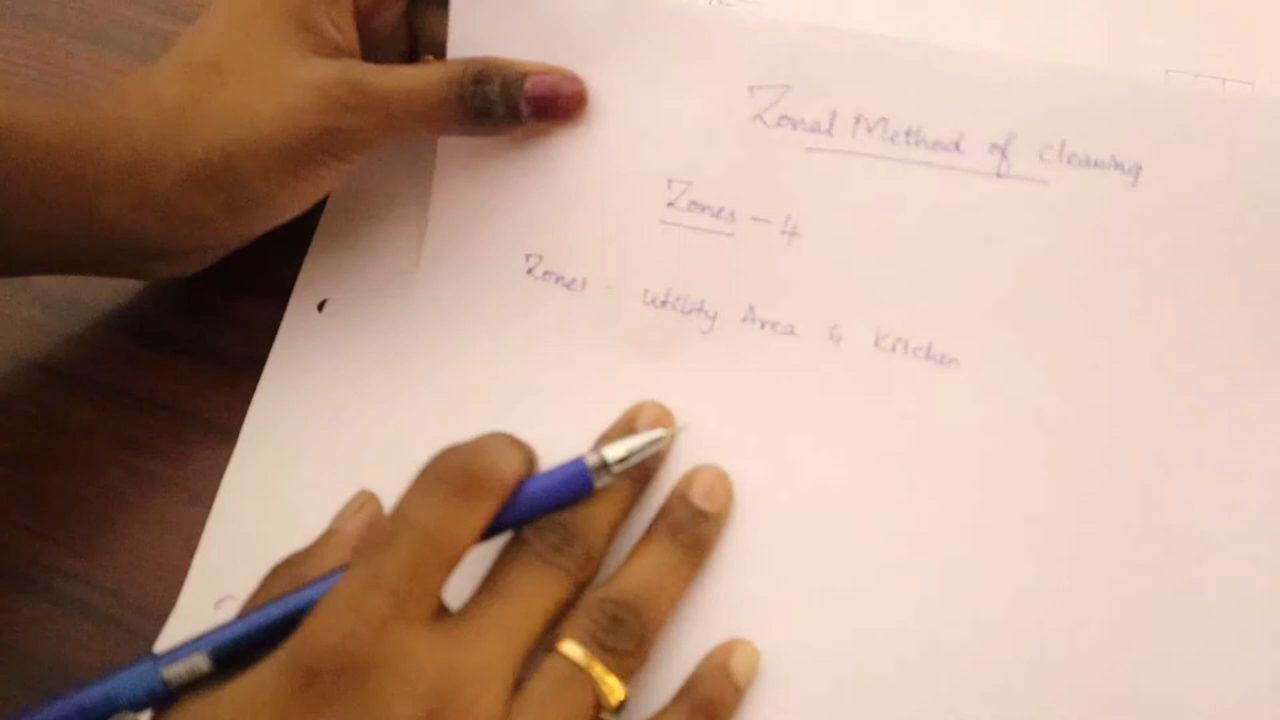 Zonal Method of cleaning
Zones - 4
Zone1 - Utility Area & Kitchen